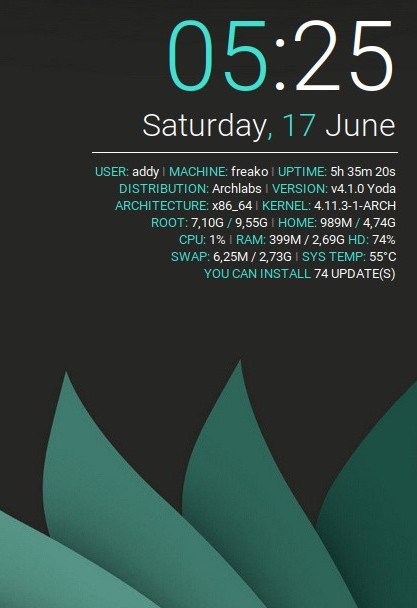 05:25
Saturday, 17 June
USER: addy | MACHINE: freako | UPTIME: 5h 35m 20s
DISTRIBUTION: Archlabs | VERSION: v4.1.0 Yoda
ARCHITECTURE: x86_64 | KERNEL: 4.11.3-1-ARCH
ROOT: 7,10G / 9,55G | HOME: 989M / 4,74G
CPU: 1% | RAM: 399M / 2,69G HD: 74%
SWAP: 6,25M / 2,73G | SYS TEMP: 55°C
YOU CAN INSTALL 74 UPDATE(S)